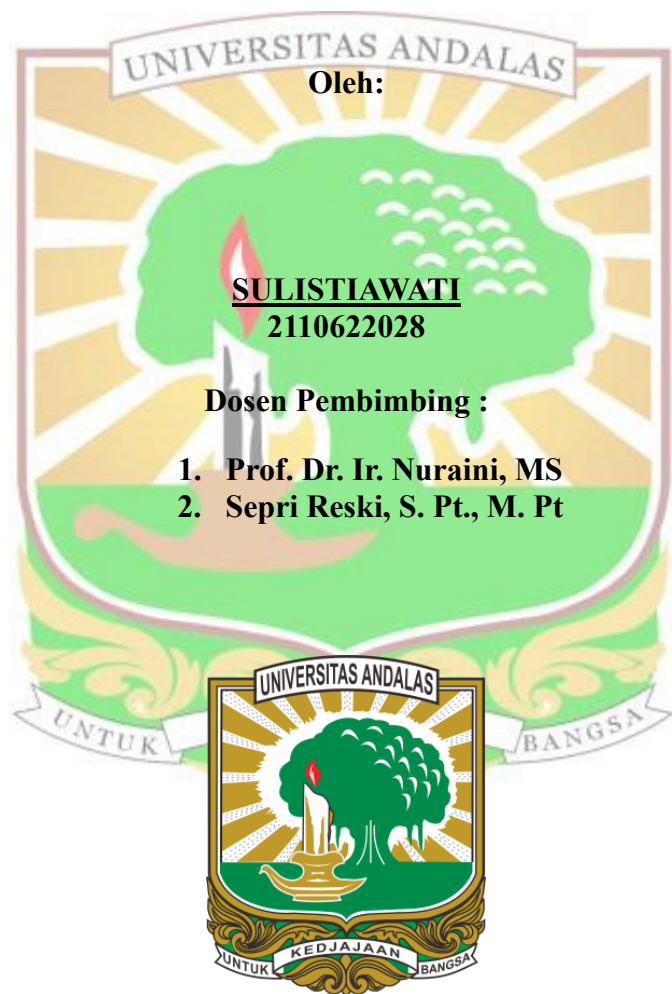 UNIVERSITAS ANDALAS
Oleh:
SULISTIAWATI
2110622028
Dosen Pembimbing :
1. Prof. Dr. Ir. Nuraini, MS
2. Sepri Reski, S. Pt., M. Pt
UNTUK BANGSA
UNIVERSITAS ANDALAS
UNTUK KEDJAJAAN BANGSA